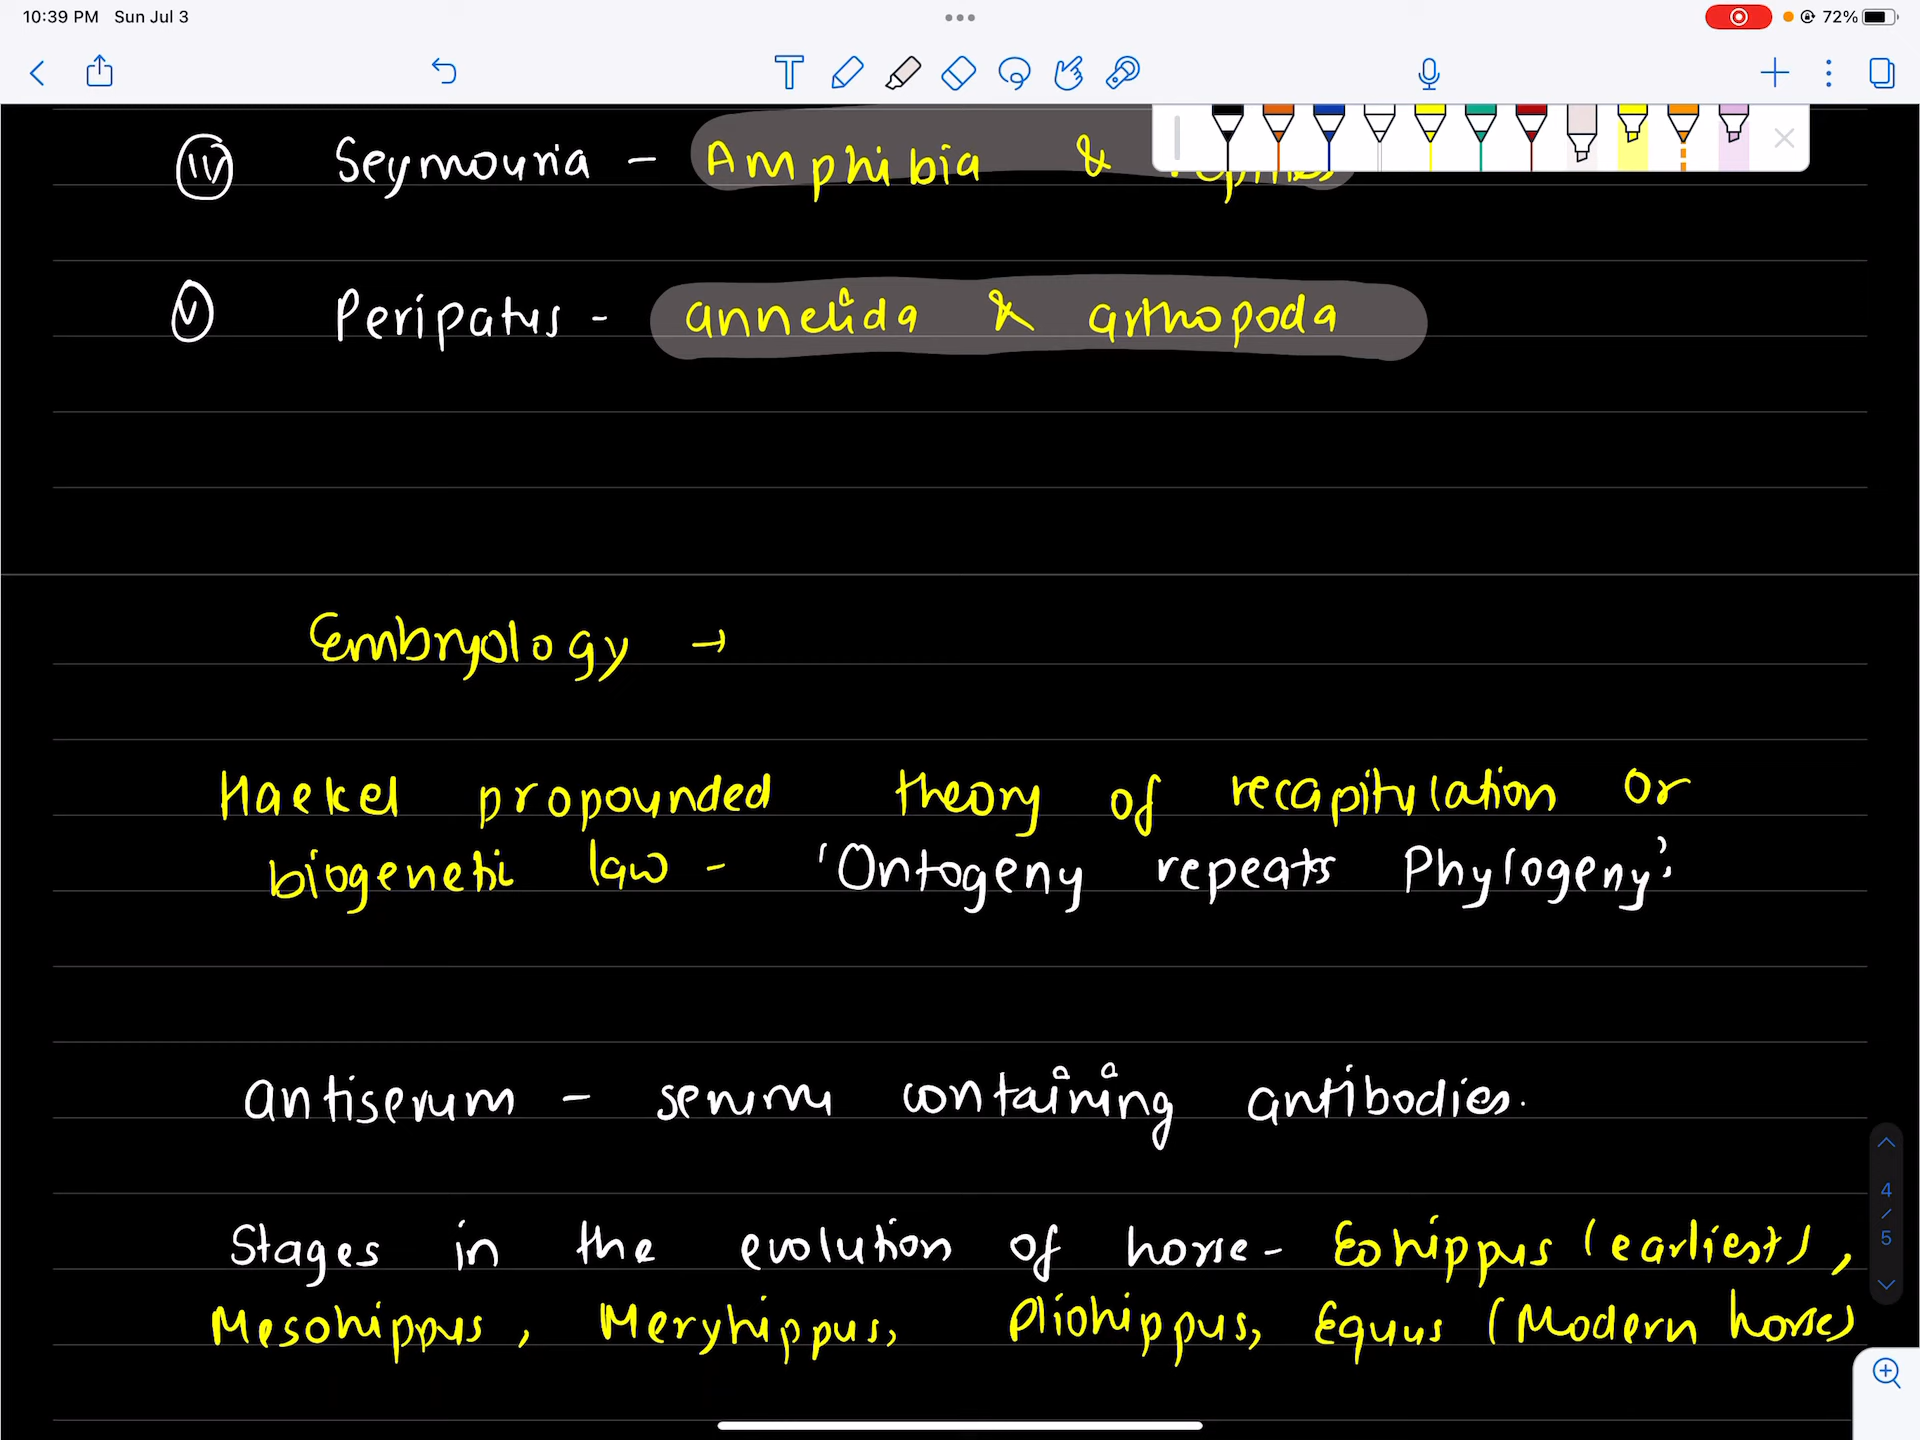 10:39 PM Sun Jul 3
72%
(iv) Seymouria - Amphibia &
(v) Peripatus - annelida & arthopoda
Embryology →
Haekel propounded theory of recapitulation or
biogenetic law - 'Ontogeny repeats Phylogeny'.
antiserum - serum containing antibodies.
Stages in the evolution of horse - Eohippus (earliest),
Mesohippus, Meryhippus, Pliohippus, Equus (Modern horse)
4
/
5